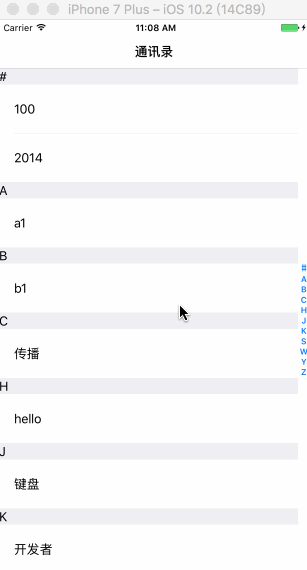 iPhone 7 Plus – iOS 10.2 (14C89)
Carrier 11:08 AM
通讯录
#
100
2014
A
a1
B
b1
C
传播
H
hello
J
键盘
K
开发者
#
A
B
C
H
J
K
S
W
Y
Z